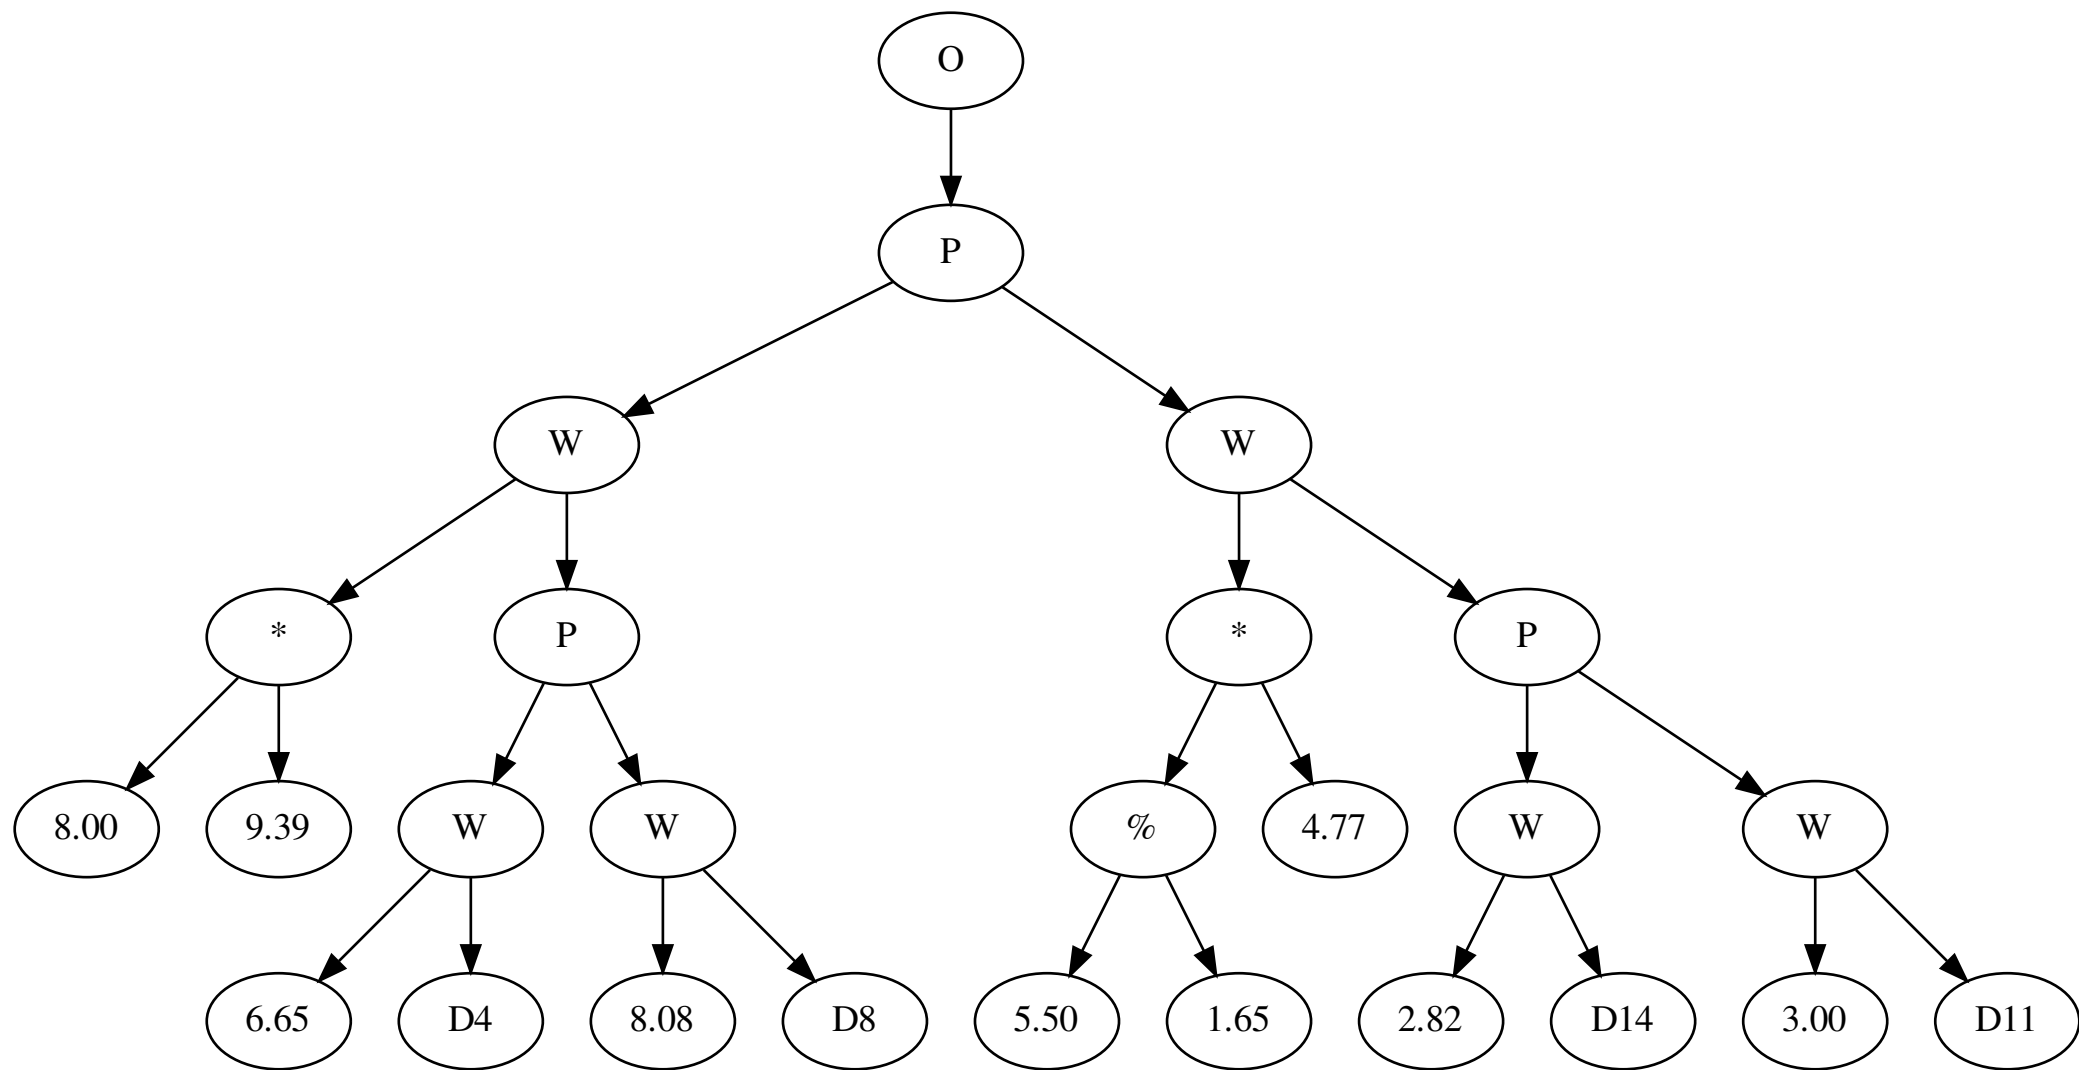 O
P
W W
* P * P
8.00 9.39 W W % 4.77 W W
6.65 D4 8.08 D8 5.50 1.65 2.82 D14 3.00 D11